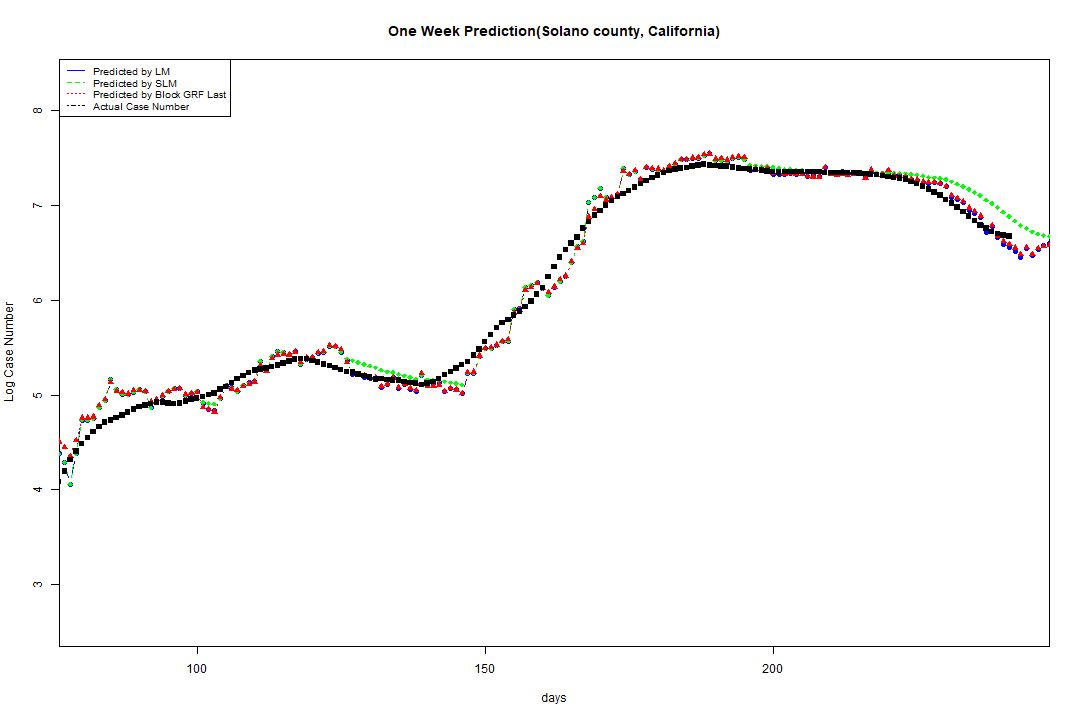 One Week Prediction(Solano county, California)
Predicted by LM
Predicted by SLM
Predicted by Block GRF Last
Actual Case Number
8
7
6
5
4
3
Log Case Number
100 150 200
days